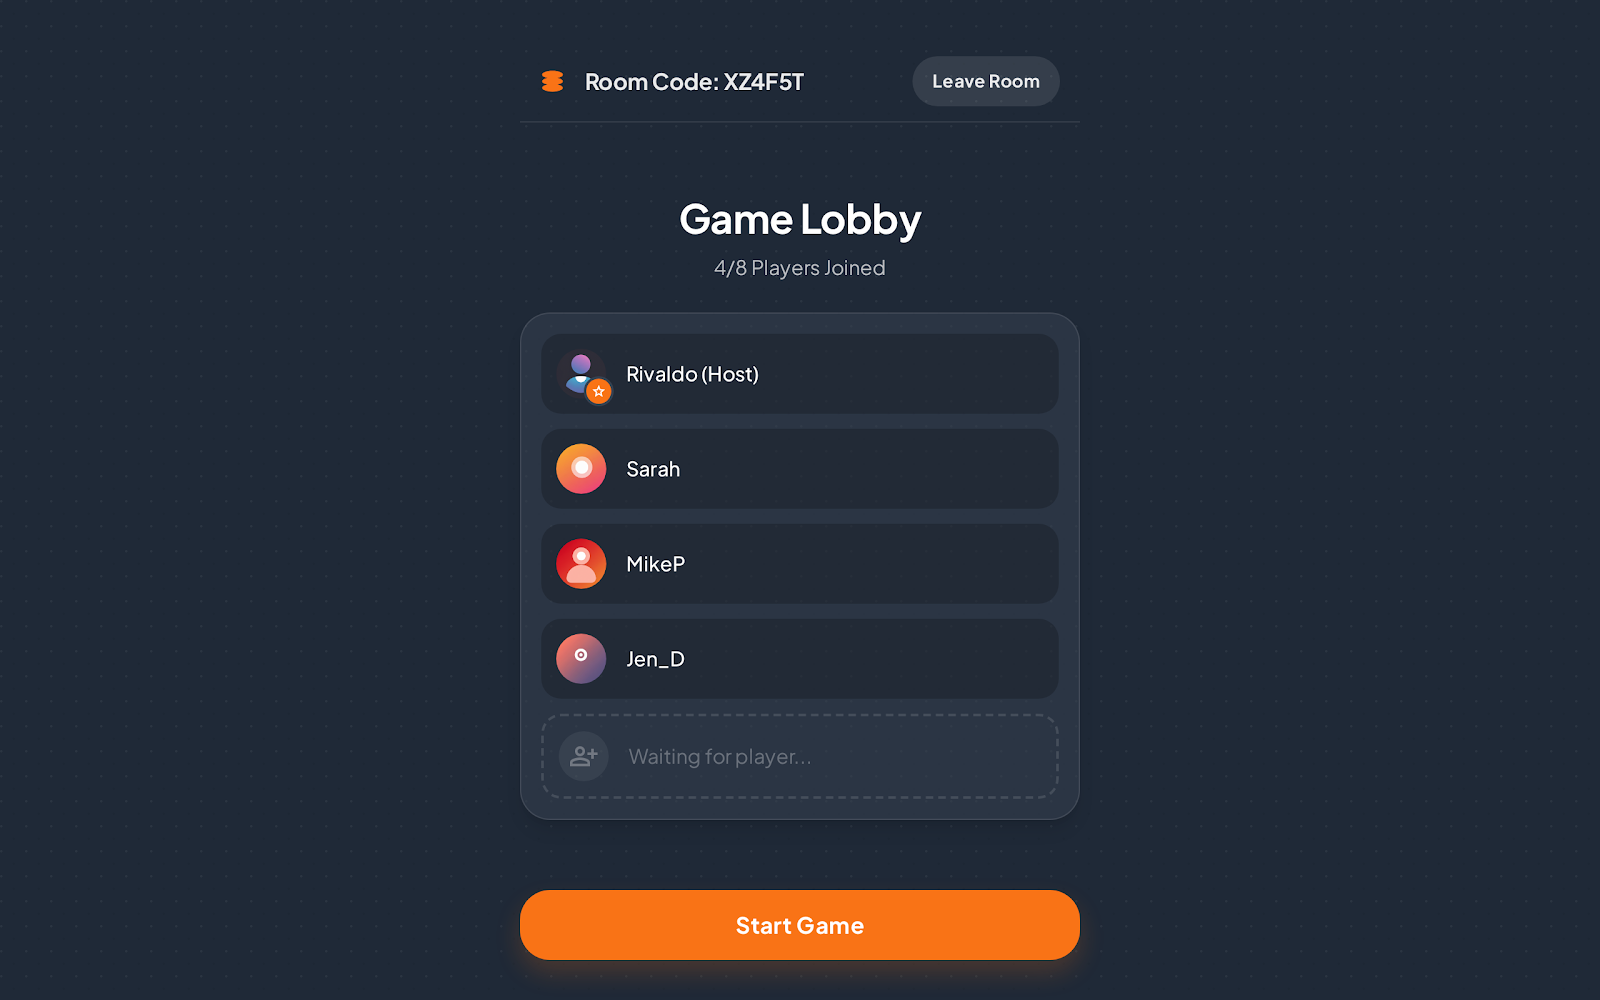 Room Code: XZ4F5T
Leave Room
Game Lobby
4/8 Players Joined
Rivaldo (Host)
Sarah
MikeP
Jen_D
Waiting for player...
Start Game